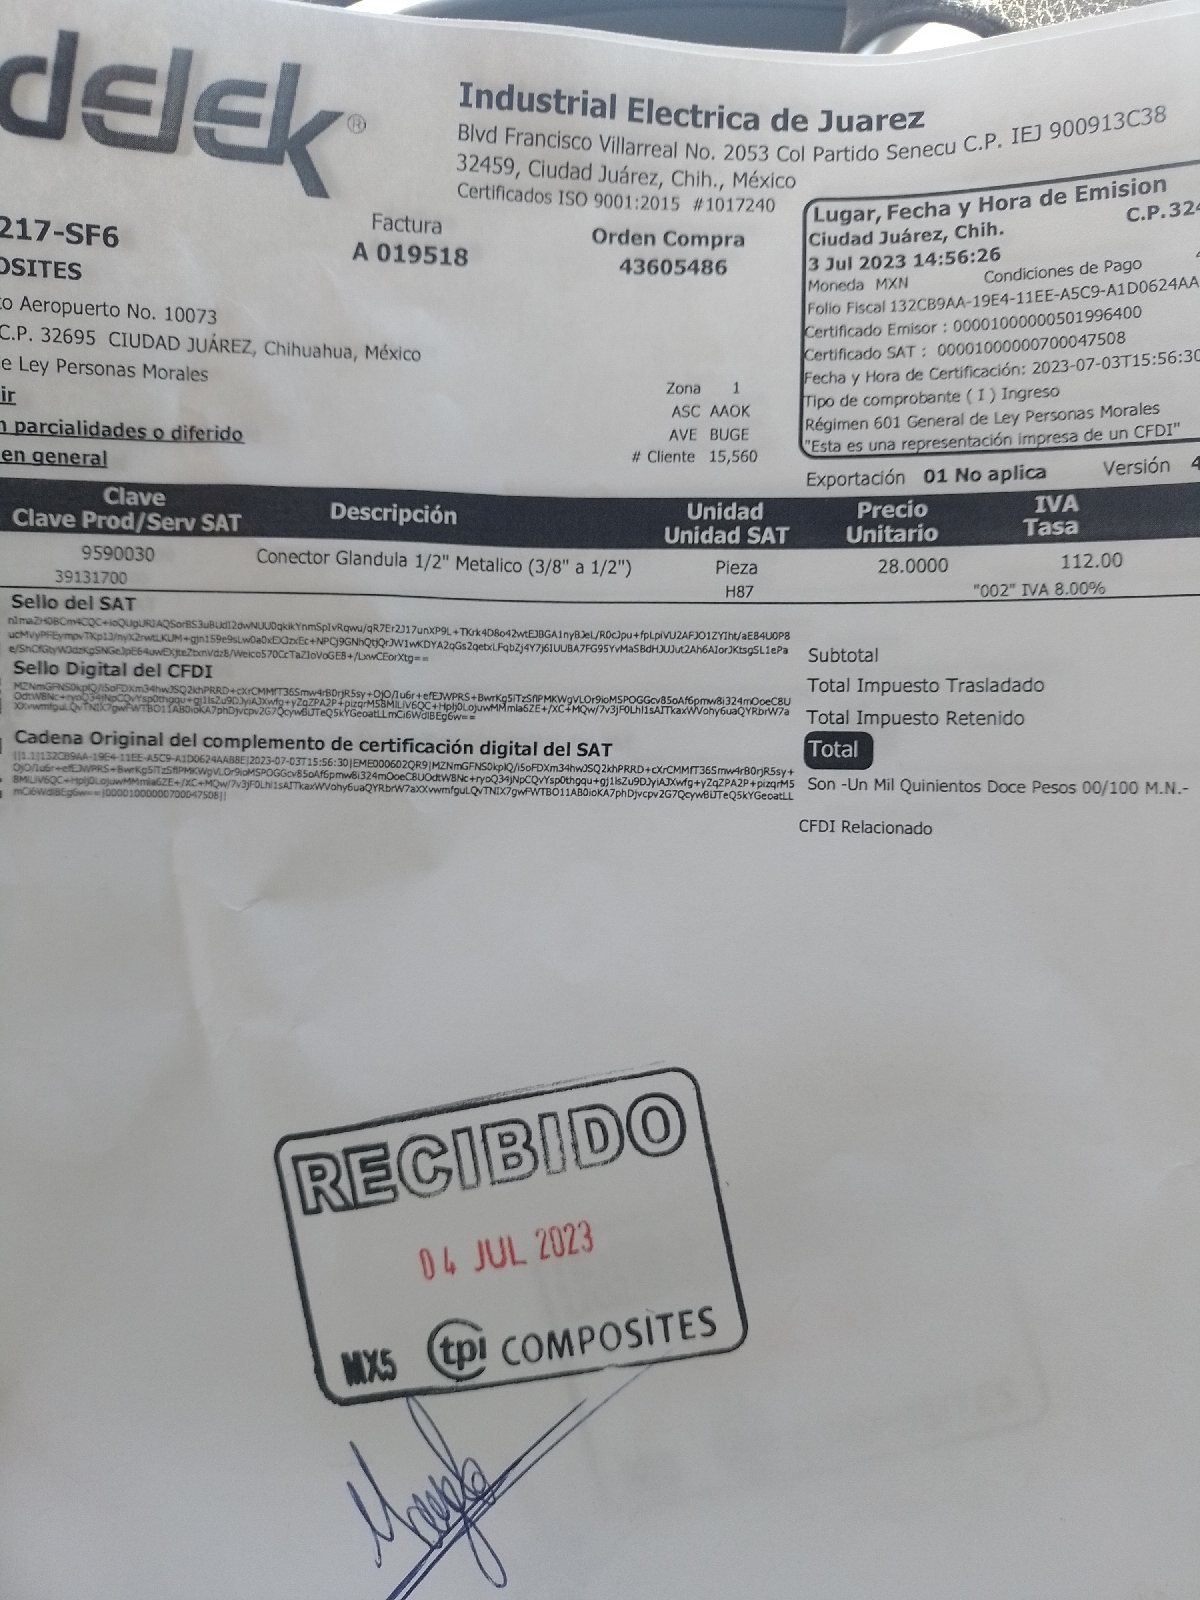 delek®
Industrial Electrica de Juarez
Blvd Francisco Villarreal No. 2053 Col Partido Senecu C.P. IEJ 900913C38
32459, Ciudad Juárez, Chih., México
Certificados ISO 9001:2015 #1017240
217-SF6
OSITES
to Aeropuerto No. 10073
C.P. 32695 CIUDAD JUÁREZ, Chihuahua, México
e Ley Personas Morales
ir
n parcialidades o diferido
en general
Factura
A 019518
Orden Compra
43605486
Zona 1
ASC AAOK
AVE BUGE
# Cliente 15,560
Lugar, Fecha y Hora de Emision
C.P.324
Ciudad Juárez, Chih.
3 Jul 2023 14:56:26
Moneda MXN Condiciones de Pago
Folio Fiscal 132CB9AA-19E4-11EE-A5C9-A1D0624AA
Certificado Emisor : 00001000000501996400
Certificado SAT : 00001000000700047508
Fecha y Hora de Certificación: 2023-07-03T15:56:30
Tipo de comprobante ( I ) Ingreso
Régimen 601 General de Ley Personas Morales
"Esta es una representación impresa de un CFDI"
Exportación 01 No aplica Versión 4
Clave Descripción Unidad Precio IVA
Clave Prod/Serv SAT Unidad SAT Unitario Tasa
9590030 Conector Glandula 1/2" Metalico (3/8" a 1/2") Pieza 28.0000 112.00
39131700 H87 "002" IVA 8.00%
Sello del SAT
Sello Digital del CFDI
Cadena Original del complemento de certificación digital del SAT
Subtotal
Total Impuesto Trasladado
Total Impuesto Retenido
Total
Son -Un Mil Quinientos Doce Pesos 00/100 M.N.-
CFDI Relacionado
RECIBIDO
04 JUL 2023
MX5 tpi COMPOSITES